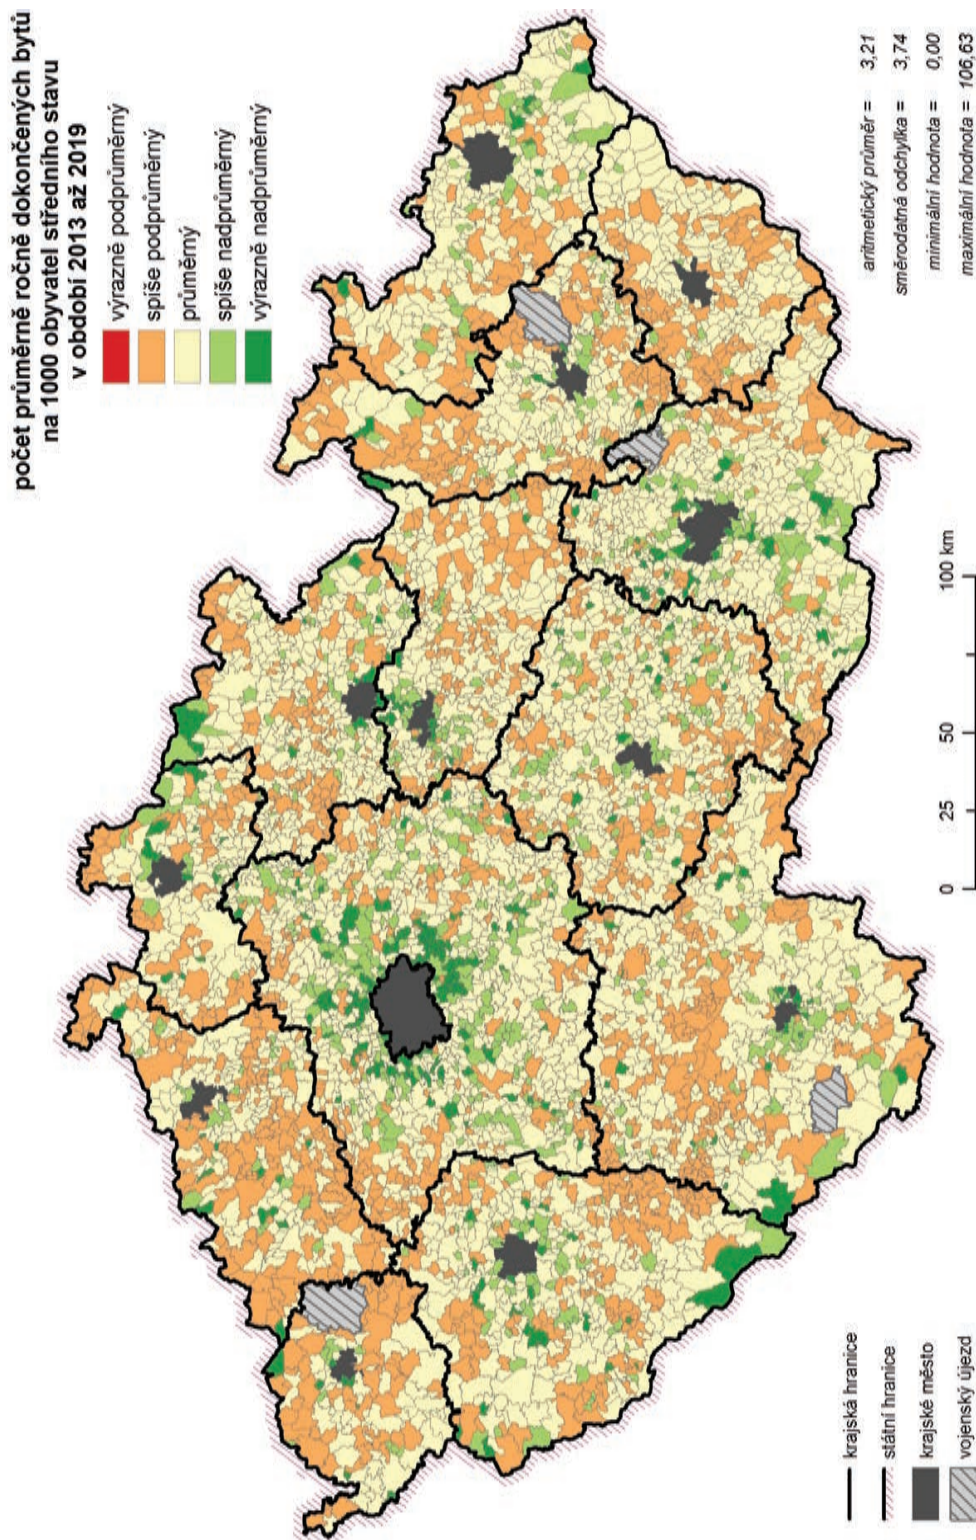 počet průměrně ročně dokončených bytů
na 1000 obyvatel středního stavu
v období 2013 až 2019
výrazně podprůměrný
spíše podprůměrný
průměrný
spíše nadprůměrný
výrazně nadprůměrný
krajská hranice
státní hranice
krajské město
vojenský újezd
0 25 50 100 km
aritmetický průměr = 3,21
směrodatná odchylka = 3,74
minimální hodnota = 0,00
maximální hodnota = 106,63